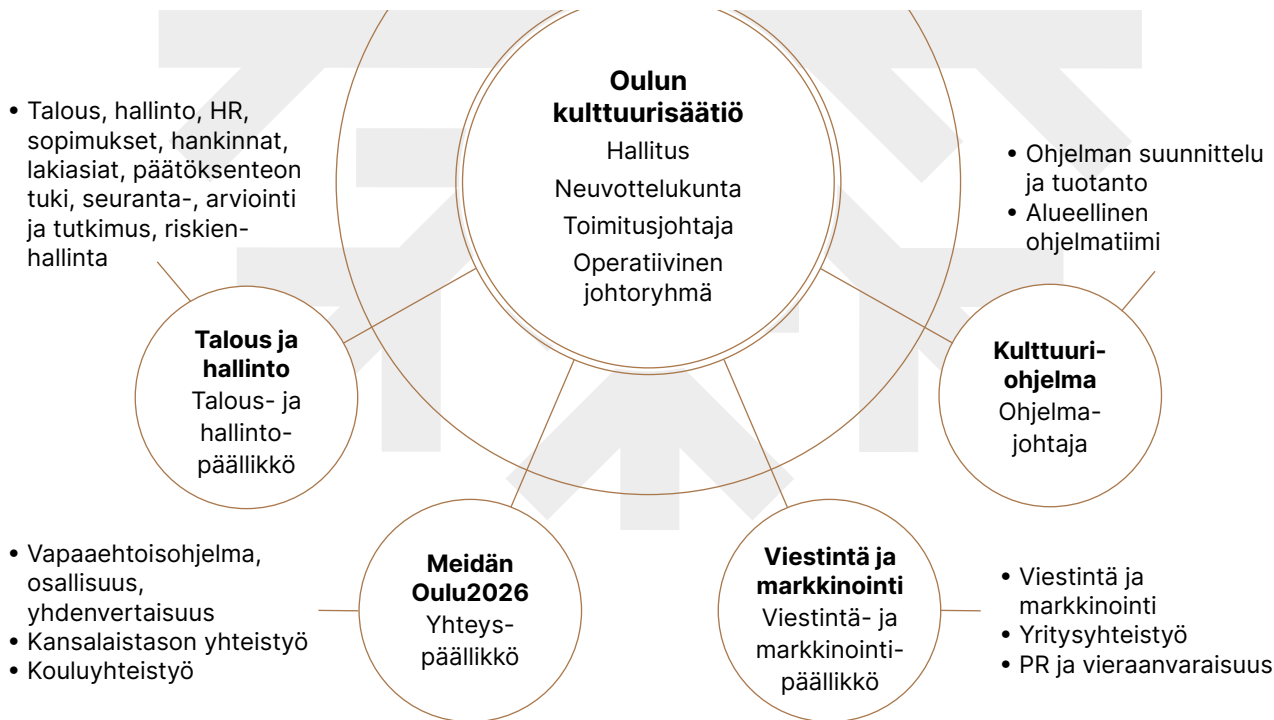 Oulun
kulttuurisäätiö
Hallitus
Neuvottelukunta
Toimitusjohtaja
Operatiivinen
johtoryhmä
• Talous, hallinto, HR,
sopimukset, hankinnat,
lakiasiat, päätöksenteon
tuki, seuranta-, arviointi
ja tutkimus, riskien-
hallinta
Talous ja
hallinto
Talous- ja
hallinto-
päällikkö
• Vapaaehtoisohjelma,
osallisuus,
yhdenvertaisuus
• Kansalaistason yhteistyö
• Kouluyhteistyö
Meidän
Oulu2026
Yhteys-
päällikkö
Viestintä ja
markkinointi
Viestintä- ja
markkinointi-
päällikkö
• Viestintä ja
markkinointi
• Yritysyhteistyö
• PR ja vieraanvaraisuus
• Ohjelman suunnittelu
ja tuotanto
• Alueellinen
ohjelmatiimi
Kulttuuri-
ohjelma
Ohjelma-
johtaja